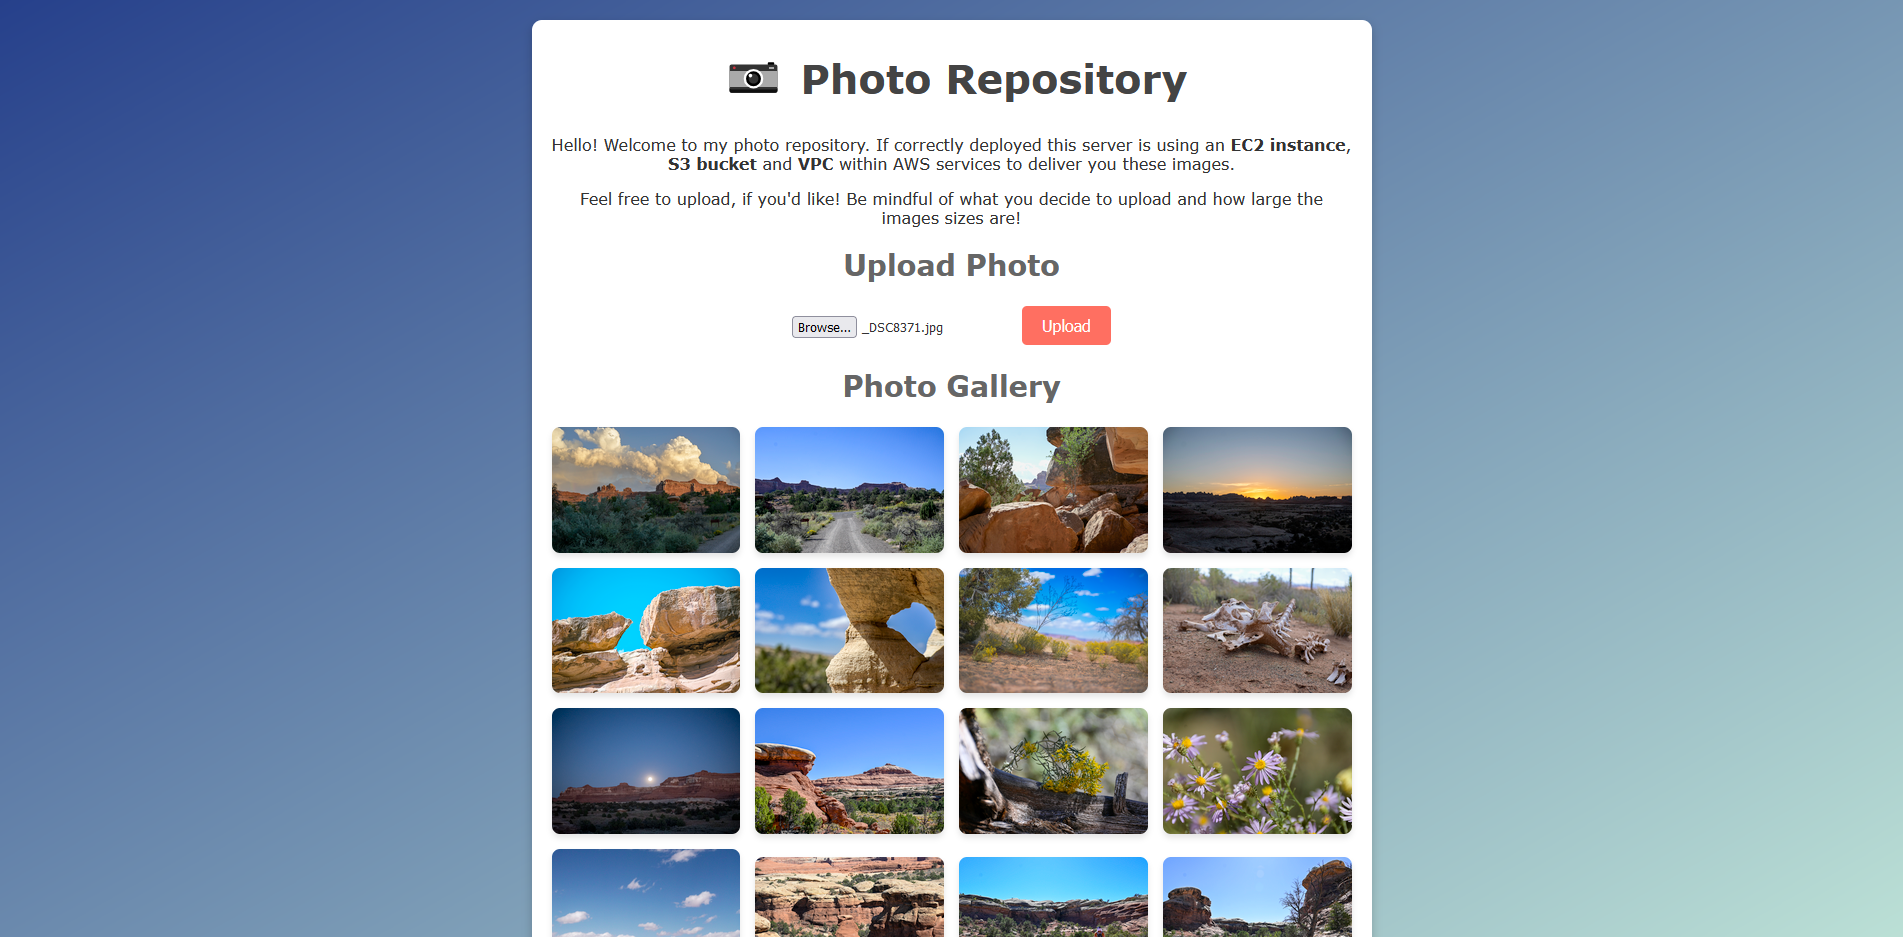 Photo Repository
Hello! Welcome to my photo repository. If correctly deployed this server is using an EC2 instance,
S3 bucket and VPC within AWS services to deliver you these images.
Feel free to upload, if you'd like! Be mindful of what you decide to upload and how large the
images sizes are!
Upload Photo
Browse... _DSC8371.jpg Upload
Photo Gallery